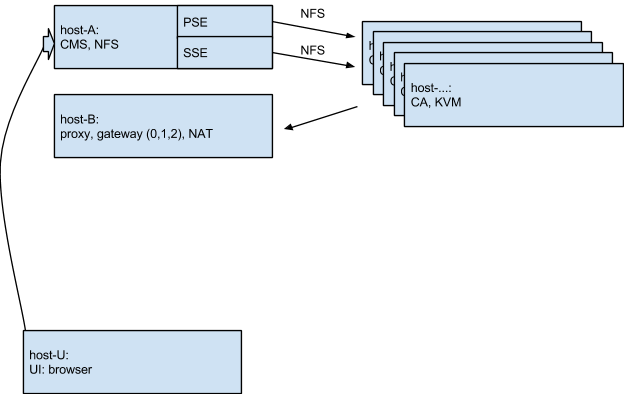 host-A:
CMS, NFS
PSE
SSE
NFS
NFS
host-...:
CA, KVM
host-B:
proxy, gateway (0,1,2), NAT
host-U:
UI: browser